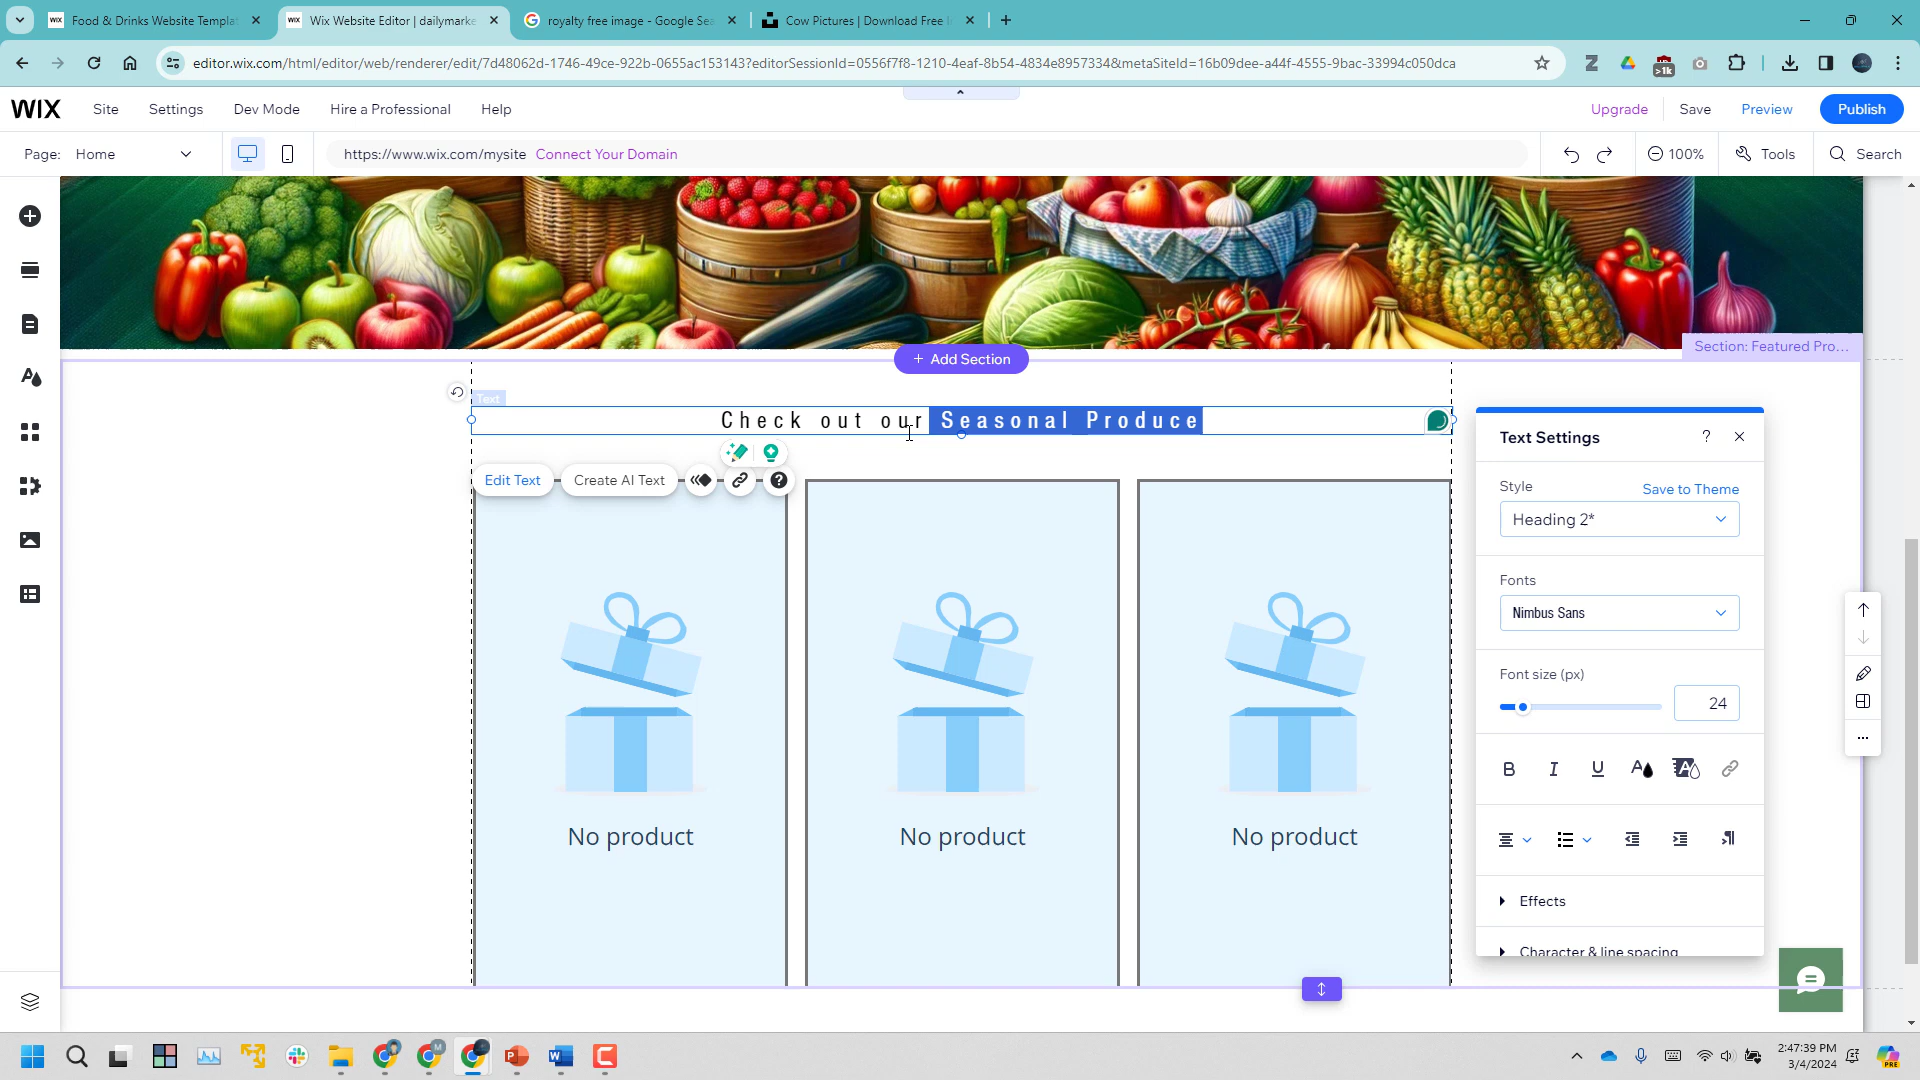 Food & Drinks Website Templa
Wix Website Editor | dailymarke
royalty free image - Google Sea
Cow Pictures | Download Free I
editor.wix.com/html/editor/web/renderer/edit/7d48062d-1746-49ce-922b-0655ac153143?editorSessionId=0556f7f8-1210-4eaf-8b54-4834e8957334&metaSiteId=16b09dee-a44f-4555-9bac-33994c050dca
>1k
WIX Site Settings Dev Mode Hire a Professional Help Upgrade Save Preview Publish
Page: Home https://www.wix.com/mysite Connect Your Domain 100% Tools Search
Section: Featured Pro...
+ Add Section
Text
Check out our Seasonal Produce
Edit Text
Create AI Text
No product
No product
No product
Text Settings ?
Style Save to Theme
Heading 2*
Fonts
Nimbus Sans
Font size (px)
24
B I U A A
Effects
Character & line spacing
2:47:39 PM
3/4/2024